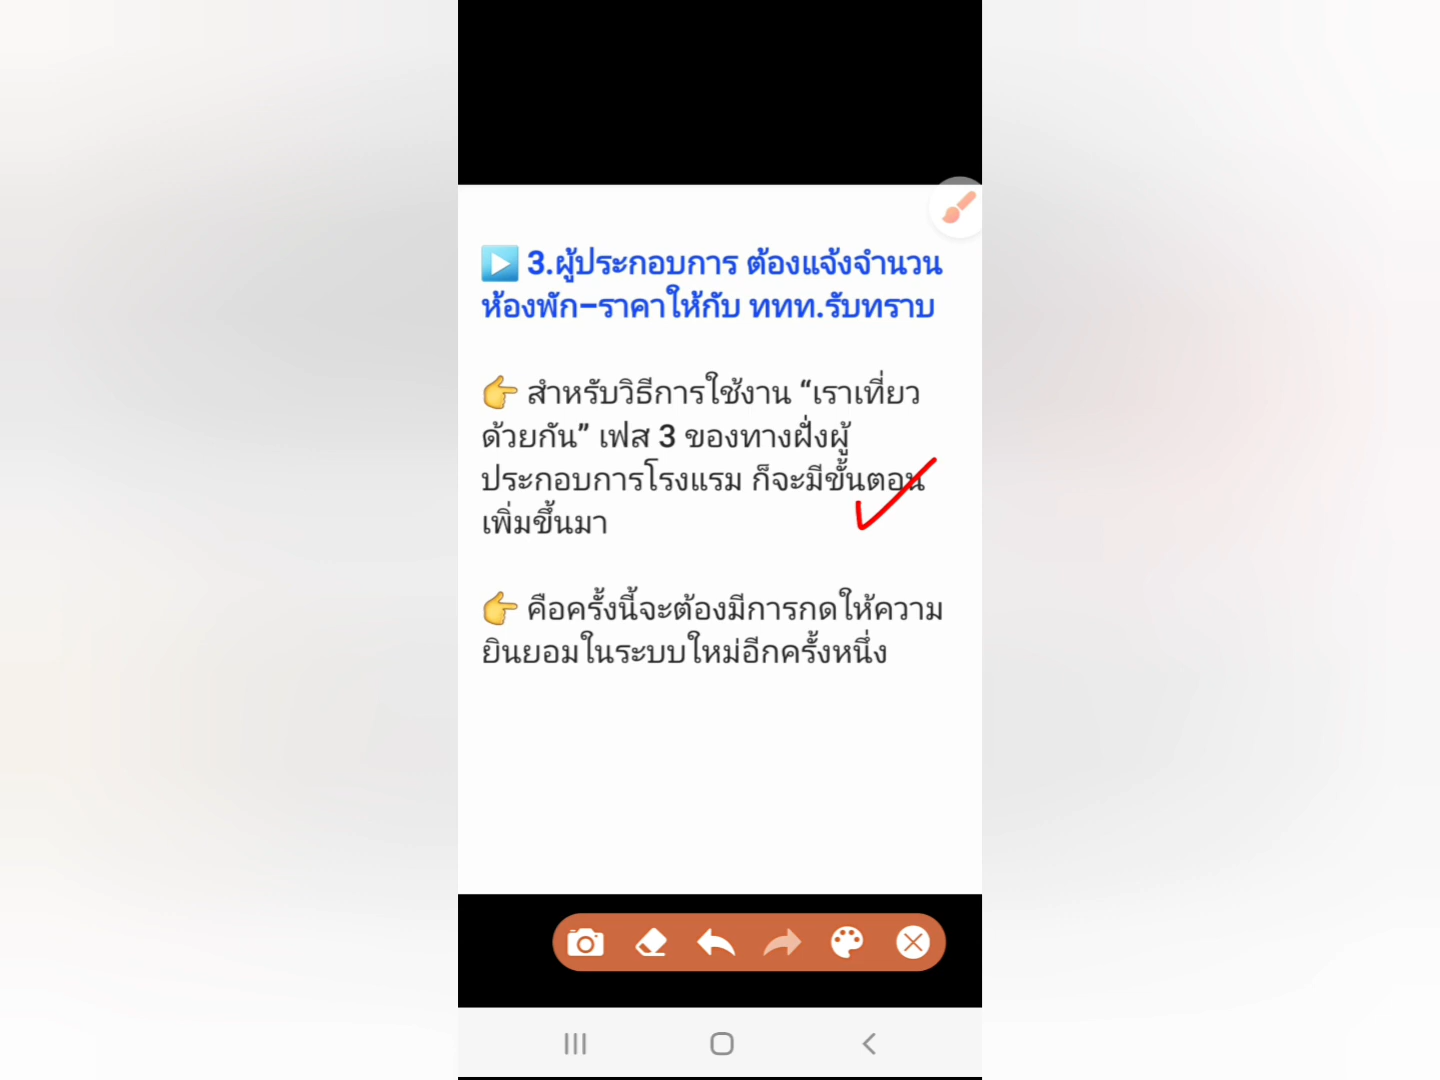 3.ผู้ประกอบการ ต้องแจ้งจำนวน
ห้องพัก-ราคาให้กับ ททท.รับทราบ
สำหรับวิธีการใช้งาน “เราเที่ยว
ด้วยกัน” เฟส 3 ของทางฝั่งผู้
ประกอบการโรงแรม ก็จะมีขั้นตอน
เพิ่มขึ้นมา
คือครั้งนี้จะต้องมีการกดให้ความ
ยินยอมในระบบใหม่อีกครั้งหนึ่ง